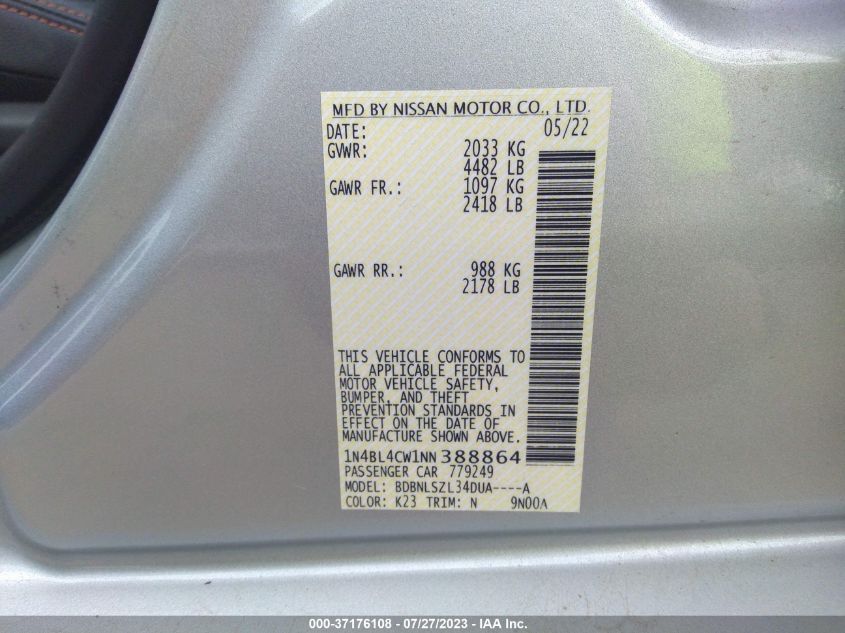 MFD BY NISSAN MOTOR CO., LTD.
DATE: 05/22
GVWR: 2033 KG
4482 LB
GAWR FR.: 1097 KG
2418 LB
GAWR RR.: 988 KG
2178 LB
THIS VEHICLE CONFORMS TO
ALL APPLICABLE FEDERAL
MOTOR VEHICLE SAFETY,
BUMPER, AND THEFT
PREVENTION STANDARDS IN
EFFECT ON THE DATE OF
MANUFACTURE SHOWN ABOVE.
1N4BL4CW1NN388864
PASSENGER CAR 779249
MODEL: BDBNLSZL34DUA----A
COLOR: K23 TRIM: N 9N00A
000-37176108 - 07/27/2023 - IAA Inc.